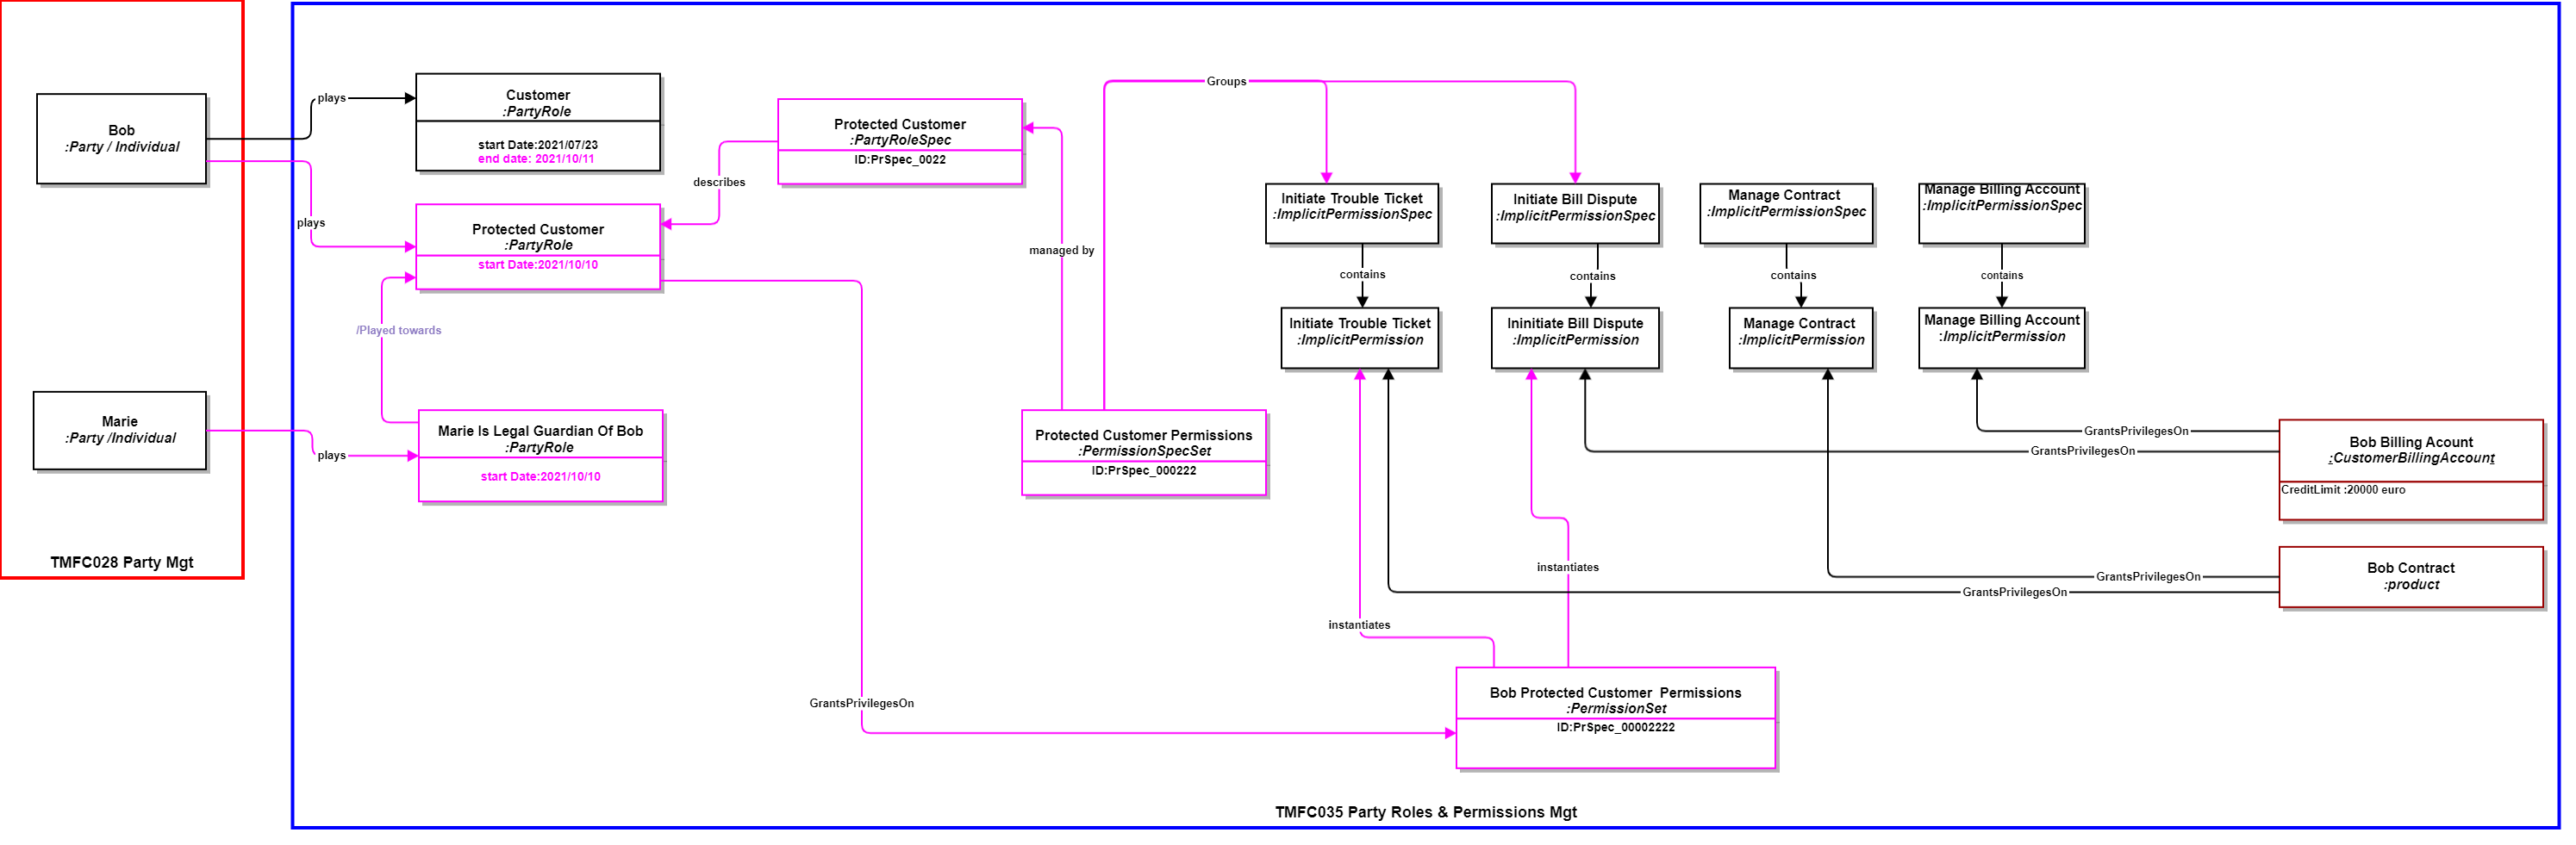 Bob
:Party / Individual
plays
Customer
:PartyRole
start Date:2021/07/23
end date: 2021/10/11
plays
Protected Customer
:PartyRole
start Date:2021/10/10
/Played towards
Marie
:Party /Individual
plays
Marie Is Legal Guardian Of Bob
:PartyRole
start Date:2021/10/10
TMFC028 Party Mgt
describes
Protected Customer
:PartyRoleSpec
ID:PrSpec_0022
managed by
Groups
Protected Customer Permissions
:PermissionSpecSet
ID:PrSpec_000222
Initiate Trouble Ticket
:ImplicitPermissionSpec
Initiate Bill Dispute
:ImplicitPermissionSpec
Manage Contract
:ImplicitPermissionSpec
Manage Billing Account
:ImplicitPermissionSpec
contains
contains
contains
contains
Initiate Trouble Ticket
:ImplicitPermission
Ininitiate Bill Dispute
:ImplicitPermission
Manage Contract
:ImplicitPermission
Manage Billing Account
:ImplicitPermission
GrantsPrivilegesOn
GrantsPrivilegesOn
Bob Billing Acount
:CustomerBillingAccount
CreditLimit :20000 euro
GrantsPrivilegesOn
GrantsPrivilegesOn
Bob Contract
:product
instantiates
instantiates
GrantsPrivilegesOn
Bob Protected Customer  Permissions
:PermissionSet
ID:PrSpec_00002222
TMFC035 Party Roles & Permissions Mgt